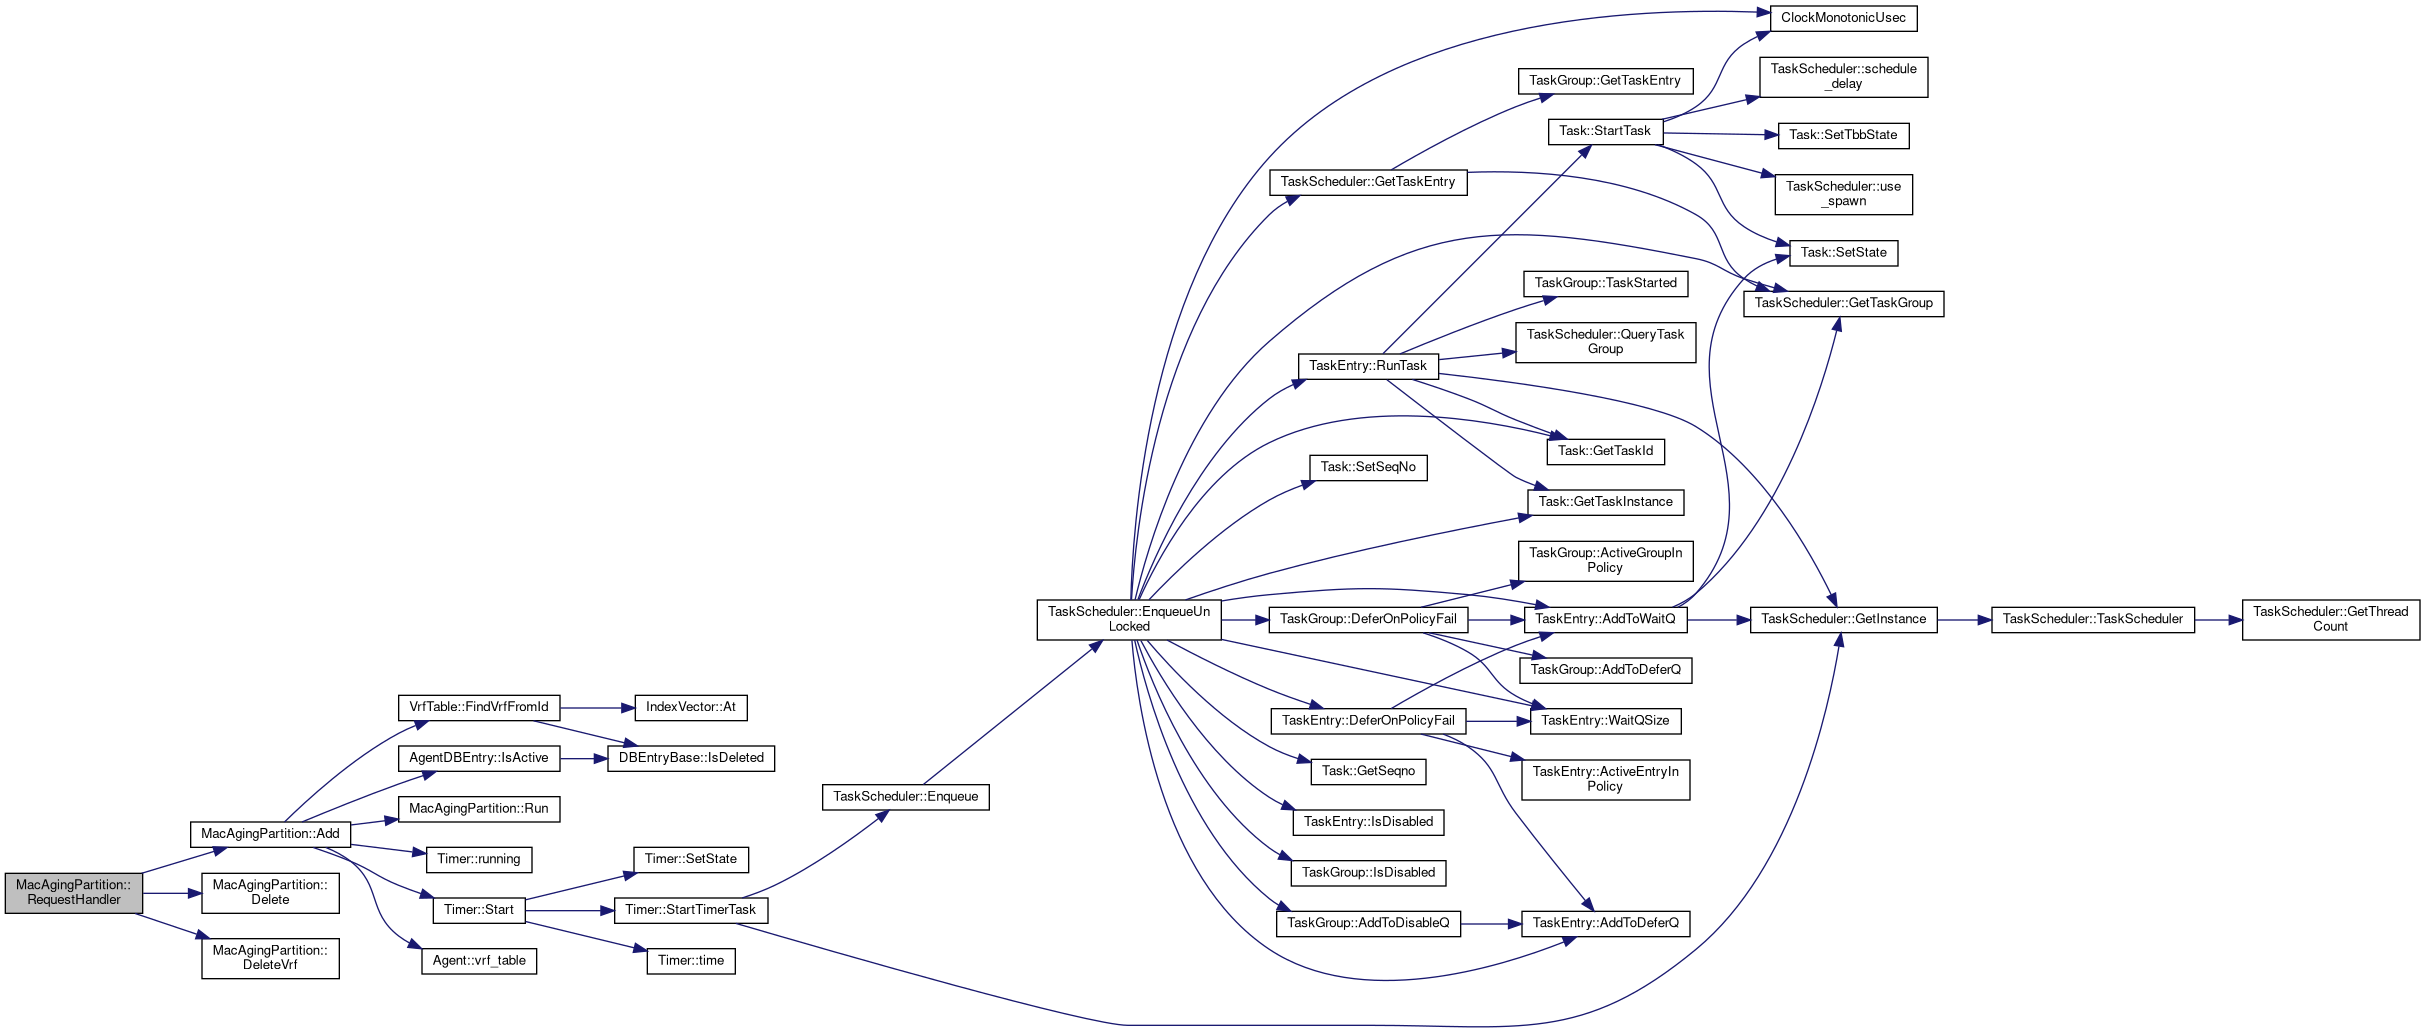 MacAgingPartition::
RequestHandler
MacAgingPartition::Add
MacAgingPartition::
Delete
MacAgingPartition::
DeleteVrf
VrfTable::FindVrfFromId
AgentDBEntry::IsActive
MacAgingPartition::Run
Timer::running
Timer::Start
Agent::vrf_table
IndexVector::At
DBEntryBase::IsDeleted
Timer::SetState
Timer::StartTimerTask
Timer::time
TaskScheduler::Enqueue
TaskScheduler::EnqueueUn
Locked
TaskScheduler::GetTaskEntry
TaskEntry::RunTask
Task::SetSeqNo
TaskGroup::DeferOnPolicyFail
TaskEntry::DeferOnPolicyFail
Task::GetSeqno
TaskEntry::IsDisabled
TaskGroup::IsDisabled
TaskGroup::AddToDisableQ
TaskGroup::GetTaskEntry
Task::StartTask
TaskGroup::TaskStarted
TaskScheduler::QueryTask
Group
Task::GetTaskId
Task::GetTaskInstance
TaskGroup::ActiveGroupIn
Policy
TaskEntry::AddToWaitQ
TaskGroup::AddToDeferQ
TaskEntry::WaitQSize
TaskEntry::ActiveEntryIn
Policy
TaskEntry::AddToDeferQ
ClockMonotonicUsec
TaskScheduler::schedule
_delay
Task::SetTbbState
TaskScheduler::use
_spawn
Task::SetState
TaskScheduler::GetTaskGroup
TaskScheduler::GetInstance
TaskScheduler::TaskScheduler
TaskScheduler::GetThread
Count